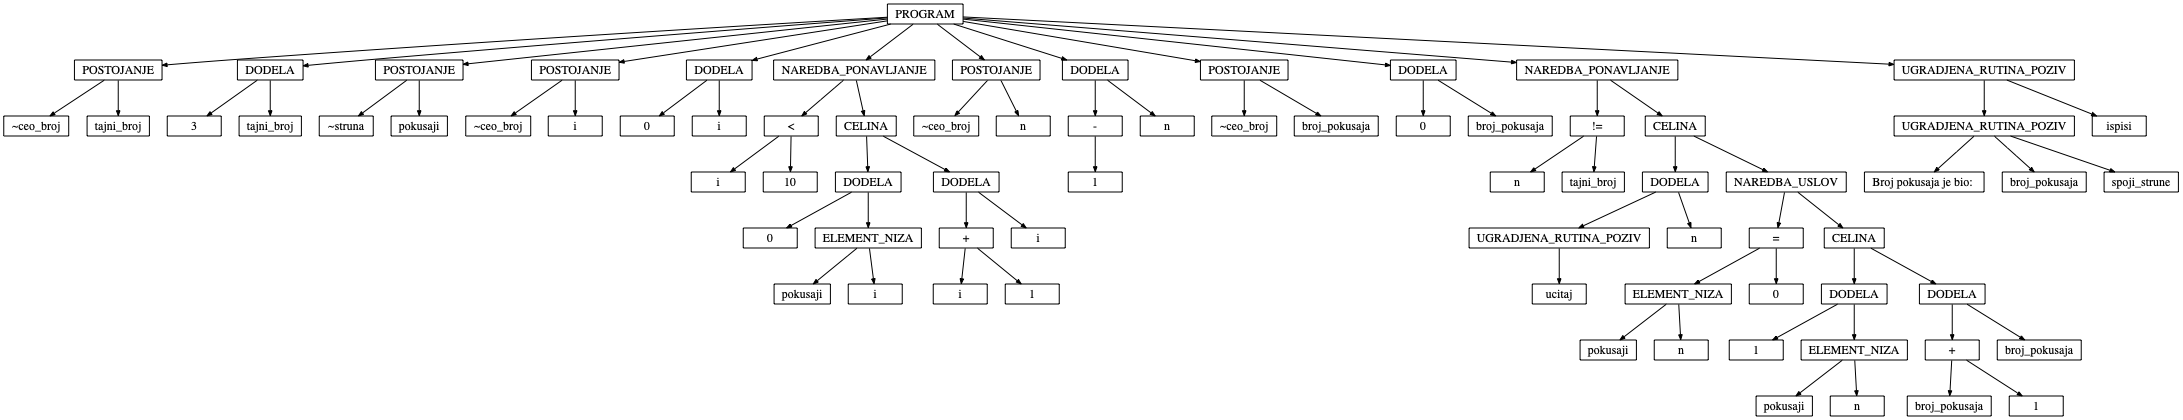 PROGRAM
POSTOJANJE DODELA POSTOJANJE POSTOJANJE DODELA NAREDBA_PONAVLJANJE POSTOJANJE DODELA POSTOJANJE DODELA NAREDBA_PONAVLJANJE UGRADJENA_RUTINA_POZIV
~ceo_broj tajni_broj 3 tajni_broj ~struna pokusaji ~ceo_broj i 0 i < CELINA ~ceo_broj n - n ~ceo_broj broj_pokusaja 0 broj_pokusaja != CELINA UGRADJENA_RUTINA_POZIV ispisi
i 10 DODELA DODELA 1 n tajni_broj DODELA NAREDBA_USLOV Broj pokusaja je bio: broj_pokusaja spoji_strune
0 ELEMENT_NIZA + i UGRADJENA_RUTINA_POZIV n = CELINA
pokusaji i i 1 ucitaj ELEMENT_NIZA 0 DODELA DODELA
pokusaji n 1 ELEMENT_NIZA + broj_pokusaja
pokusaji n broj_pokusaja 1